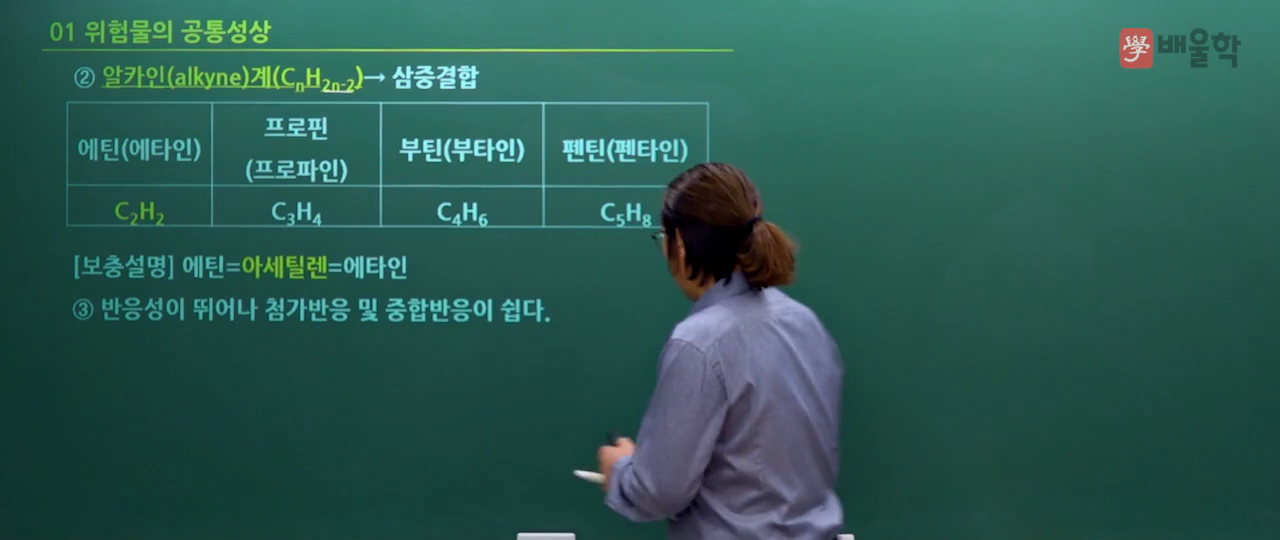 01 위험물의 공통성상
學 배울학
② 알카인(alkyne)계(CnH2n-2)→ 삼중결합
에틴(에타인) 프로핀 (프로파인) 부틴(부타인) 펜틴(펜타인)
C2H2 C3H4 C4H6 C5H8
[보충설명] 에틴=아세틸렌=에타인
③ 반응성이 뛰어나 첨가반응 및 중합반응이 쉽다.